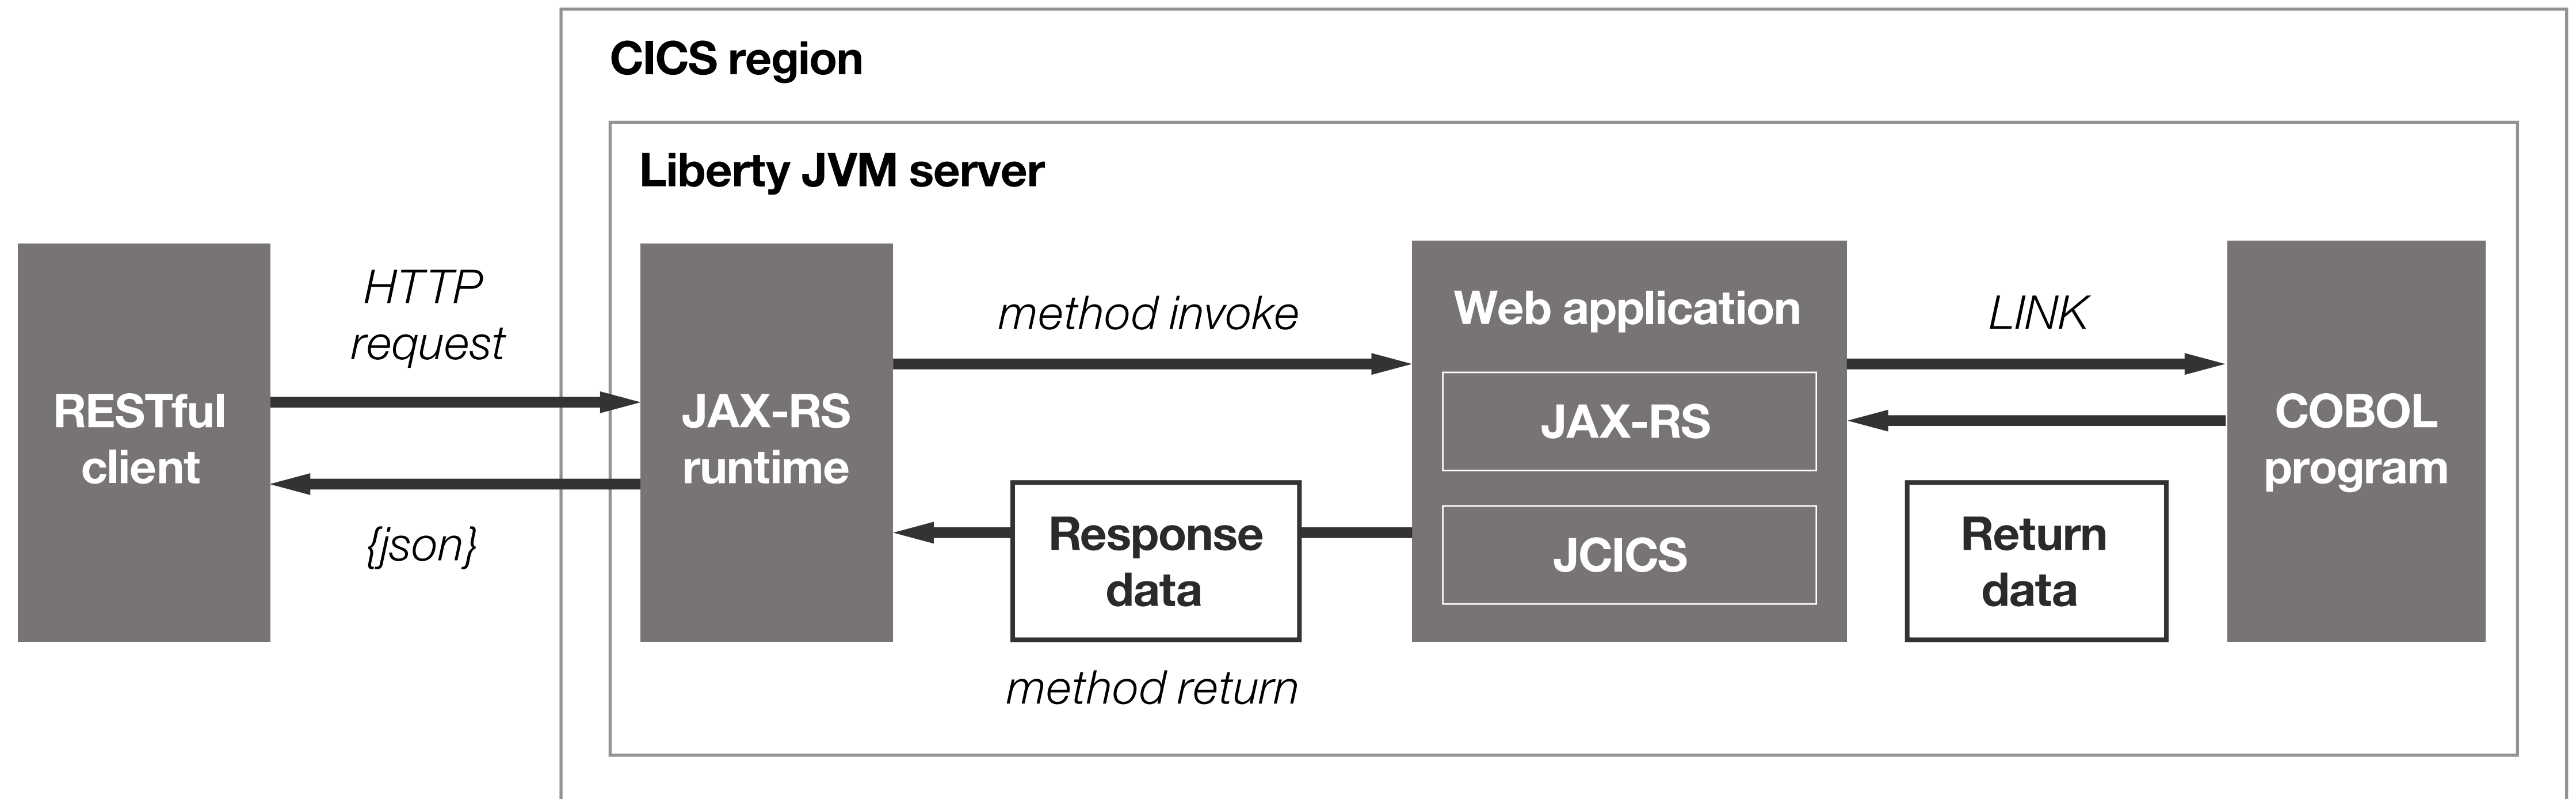 CICS region
Liberty JVM server
RESTful
client
HTTP
request
{json}
JAX-RS
runtime
method invoke
Response
data
method return
Web application
JAX-RS
JCICS
LINK
Return
data
COBOL
program